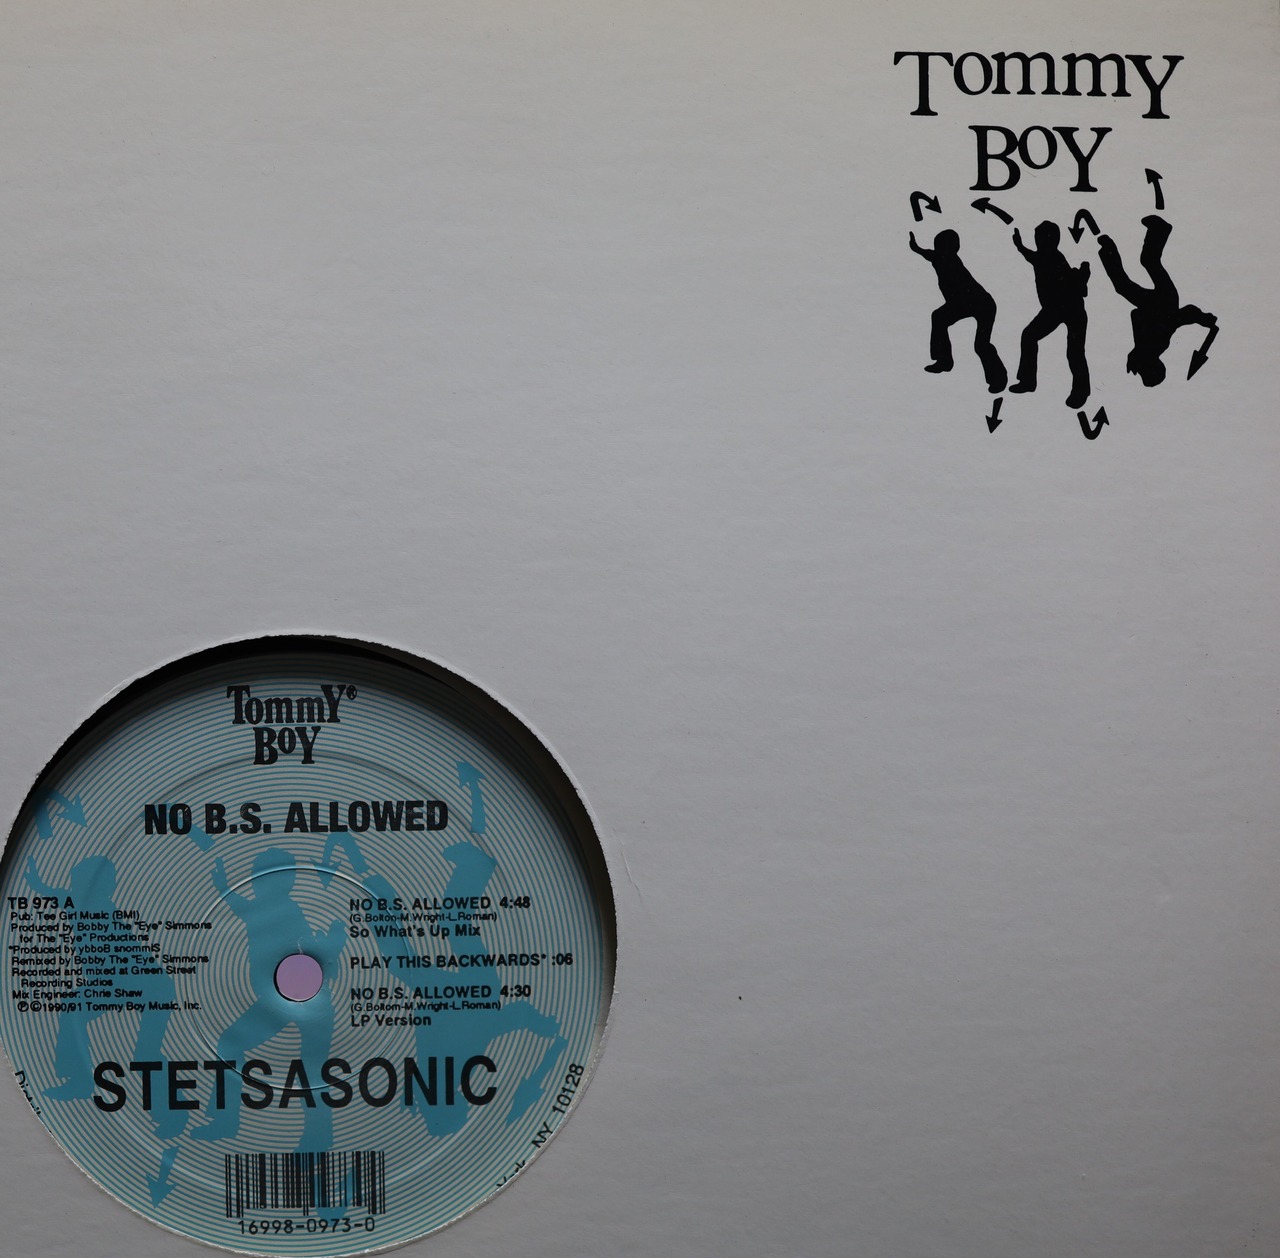 Tommy
Boy
Tommy®
Boy
NO B.S. ALLOWED
TB 973 A
Pub: Tee Girl Music (BMI)
Produced by Bobby The "Eye" Simmons
for The "Eye" Productions
*Produced by ybboB snommiS
Remixed by Bobby The "Eye" Simmons
Recorded and mixed at Green Street
Recording Studios
Mix Engineer: Chris Shaw
℗©1990/91 Tommy Boy Music, Inc.
NO B.S. ALLOWED 4:48
(G.Bolton-M.Wright-L.Roman)
So What's Up Mix
PLAY THIS BACKWARDS* :06
NO B.S. ALLOWED 4:30
(G.Bolton-M.Wright-L.Roman)
LP Version
STETSASONIC
NY 10128
16998-0973-0